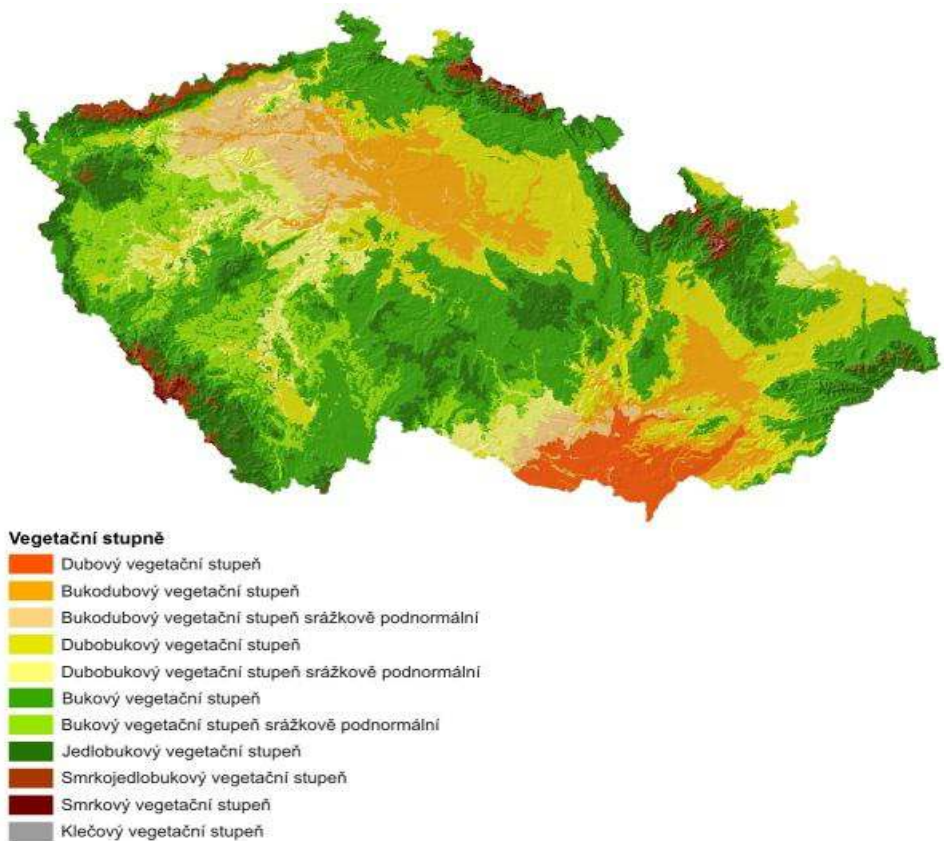 Vegetační stupně
Dubový vegetační stupeň
Bukodubový vegetační stupeň
Bukodubový vegetační stupeň srážkově podnormální
Dubobukový vegetační stupeň
Dubobukový vegetační stupeň srážkově podnormální
Bukový vegetační stupeň
Bukový vegetační stupeň srážkově podnormální
Jedlobukový vegetační stupeň
Smrkojedlobukový vegetační stupeň
Smrkový vegetační stupeň
Klečový vegetační stupeň